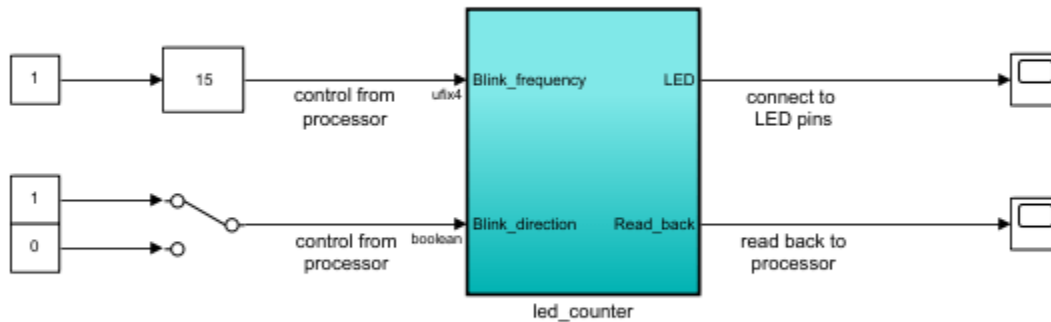 1
15
control from
processor
ufix4
Blink_frequency
LED
connect to
LED pins
1
0
control from
processor
boolean
Blink_direction
Read_back
read back to
processor
led_counter